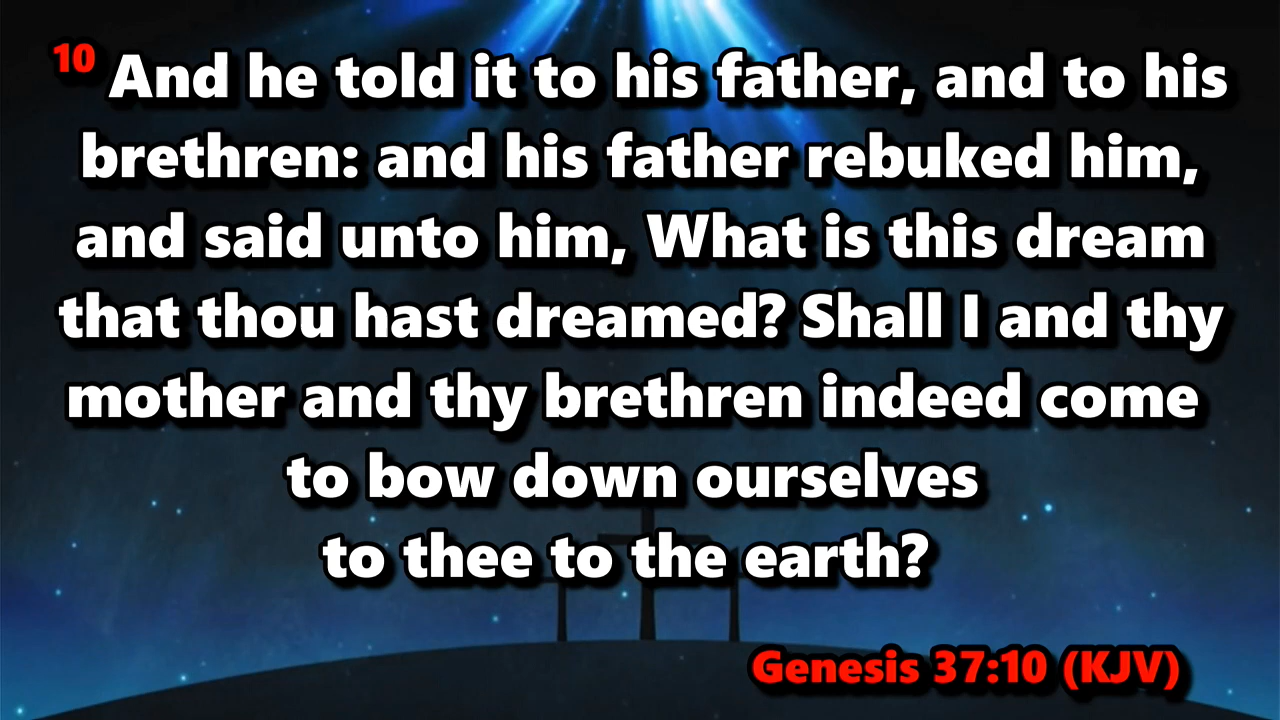 10 And he told it to his father, and to his
brethren: and his father rebuked him,
and said unto him, What is this dream
that thou hast dreamed? Shall I and thy
mother and thy brethren indeed come
to bow down ourselves
to thee to the earth?
Genesis 37:10 (KJV)